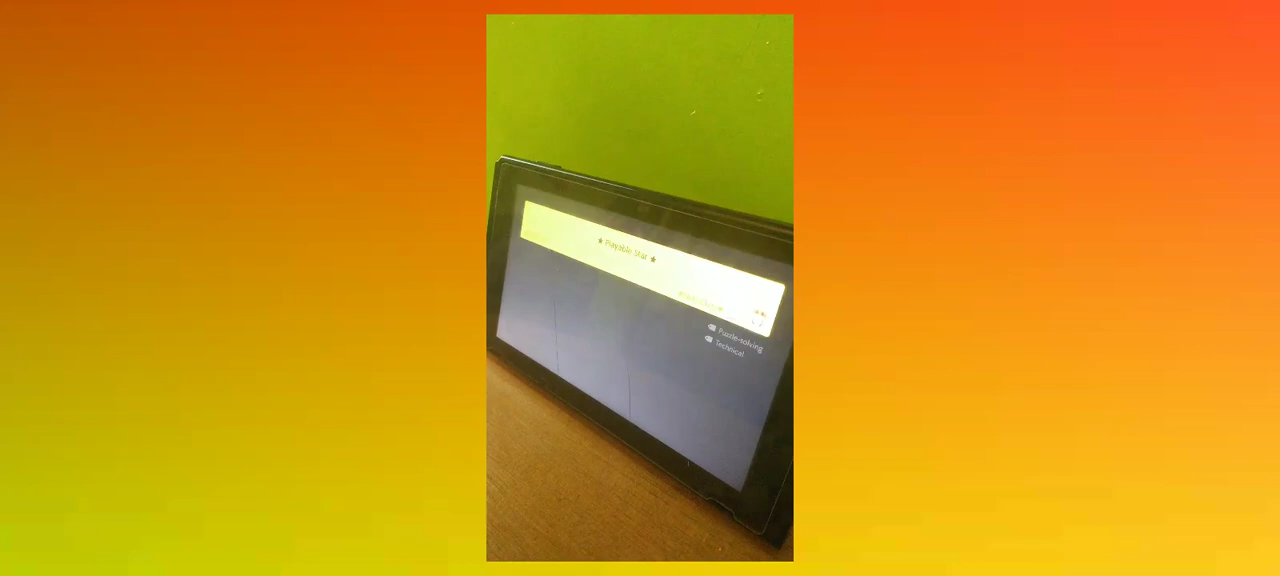 ★ Playable Star ★
Puzzle-solving
Technical